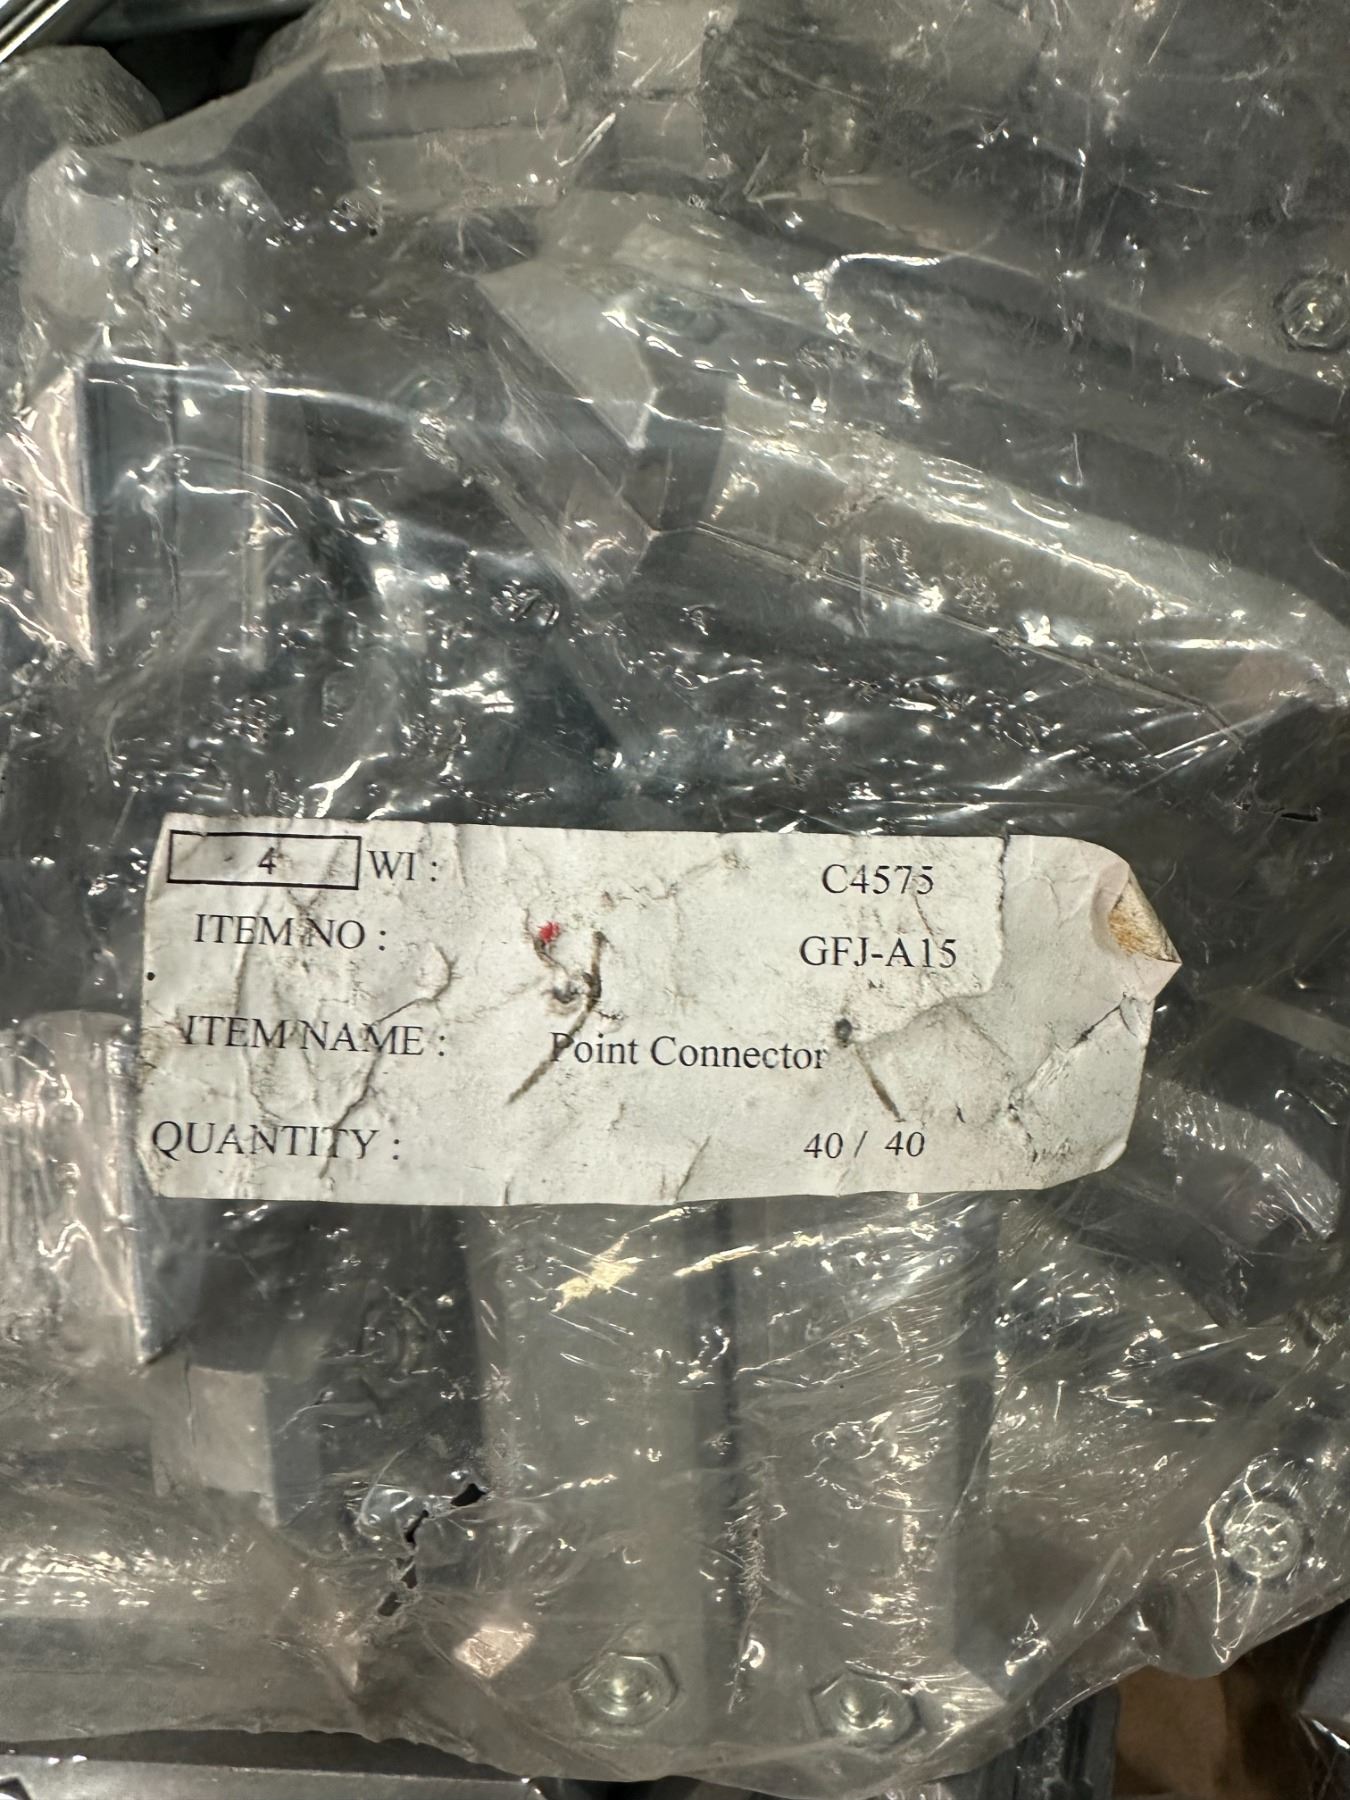 4 WI : C4575
ITEM NO : GFJ-A15
ITEM NAME : Point Connector
QUANTITY : 40 / 40